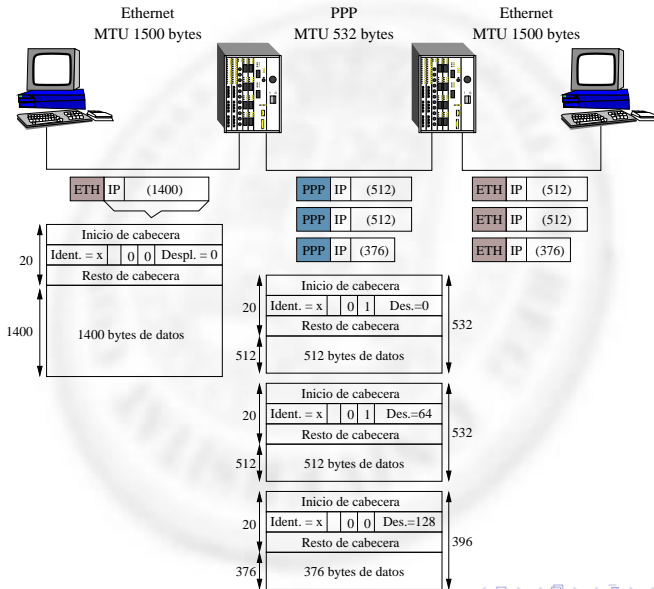 Ethernet
MTU 1500 bytes
PPP
MTU 532 bytes
Ethernet
MTU 1500 bytes
ETH IP (1400)
PPP IP (512)
PPP IP (512)
PPP IP (376)
ETH IP (512)
ETH IP (512)
ETH IP (376)
Inicio de cabecera
20 Ident. = x 0 0 Despl. = 0
Resto de cabecera
1400 1400 bytes de datos
Inicio de cabecera
20 Ident. = x 0 1 Des.=0
Resto de cabecera
532
512 512 bytes de datos
Inicio de cabecera
20 Ident. = x 0 1 Des.=64
Resto de cabecera
532
512 512 bytes de datos
Inicio de cabecera
20 Ident. = x 0 0 Des.=128
Resto de cabecera
396
376 376 bytes de datos